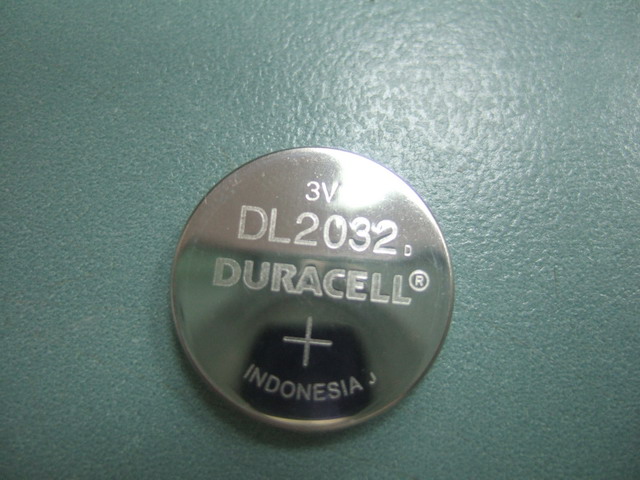 3V
DL2032 D
DURACELL®
+
INDONESIA J